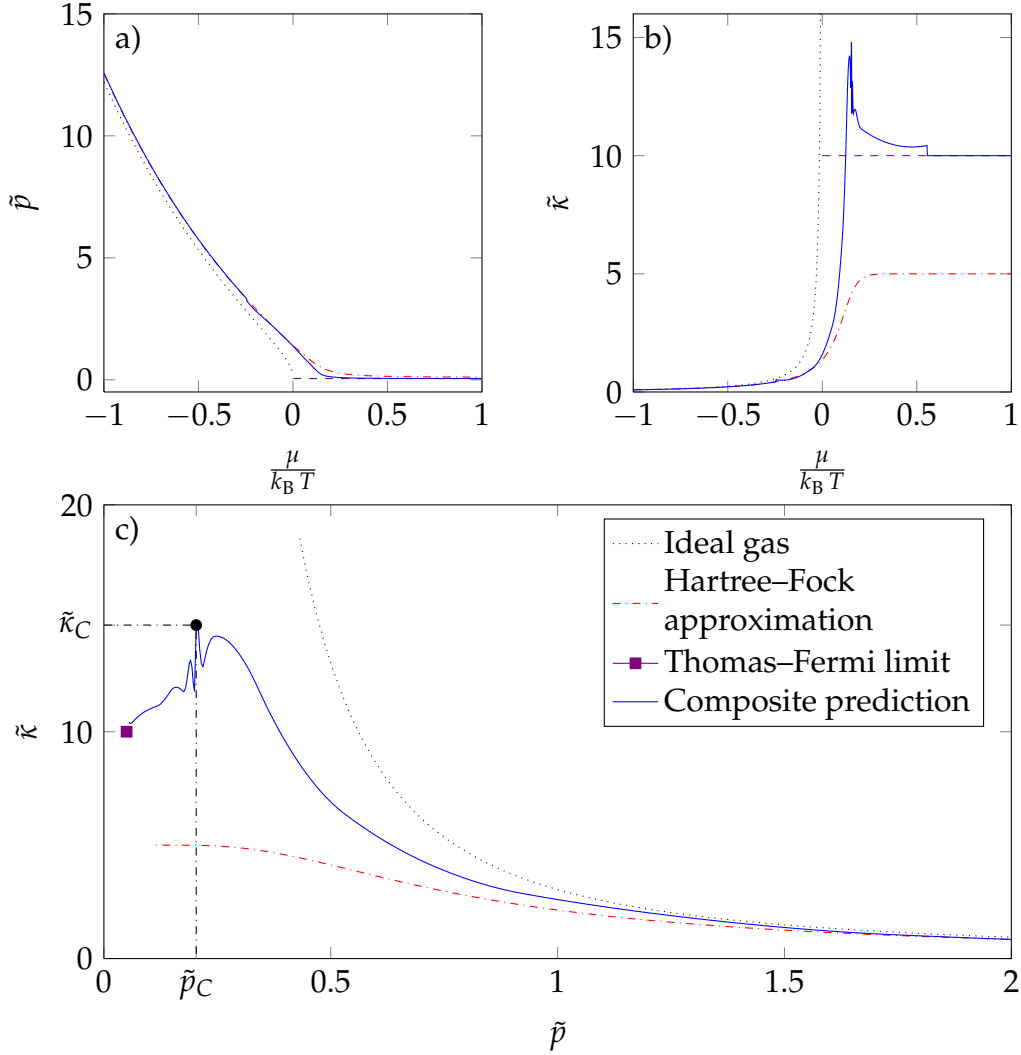 a)
15
10
5
0
p̃
−1
−0.5
0
0.5
1
μ
k_B T
b)
15
10
5
0
κ̃
−1
−0.5
0
0.5
1
μ
k_B T
c)
20
κ̃_C
10
0
κ̃
0
p̃_C
0.5
1
1.5
2
p̃
Ideal gas
Hartree–Fock
approximation
Thomas–Fermi limit
Composite prediction